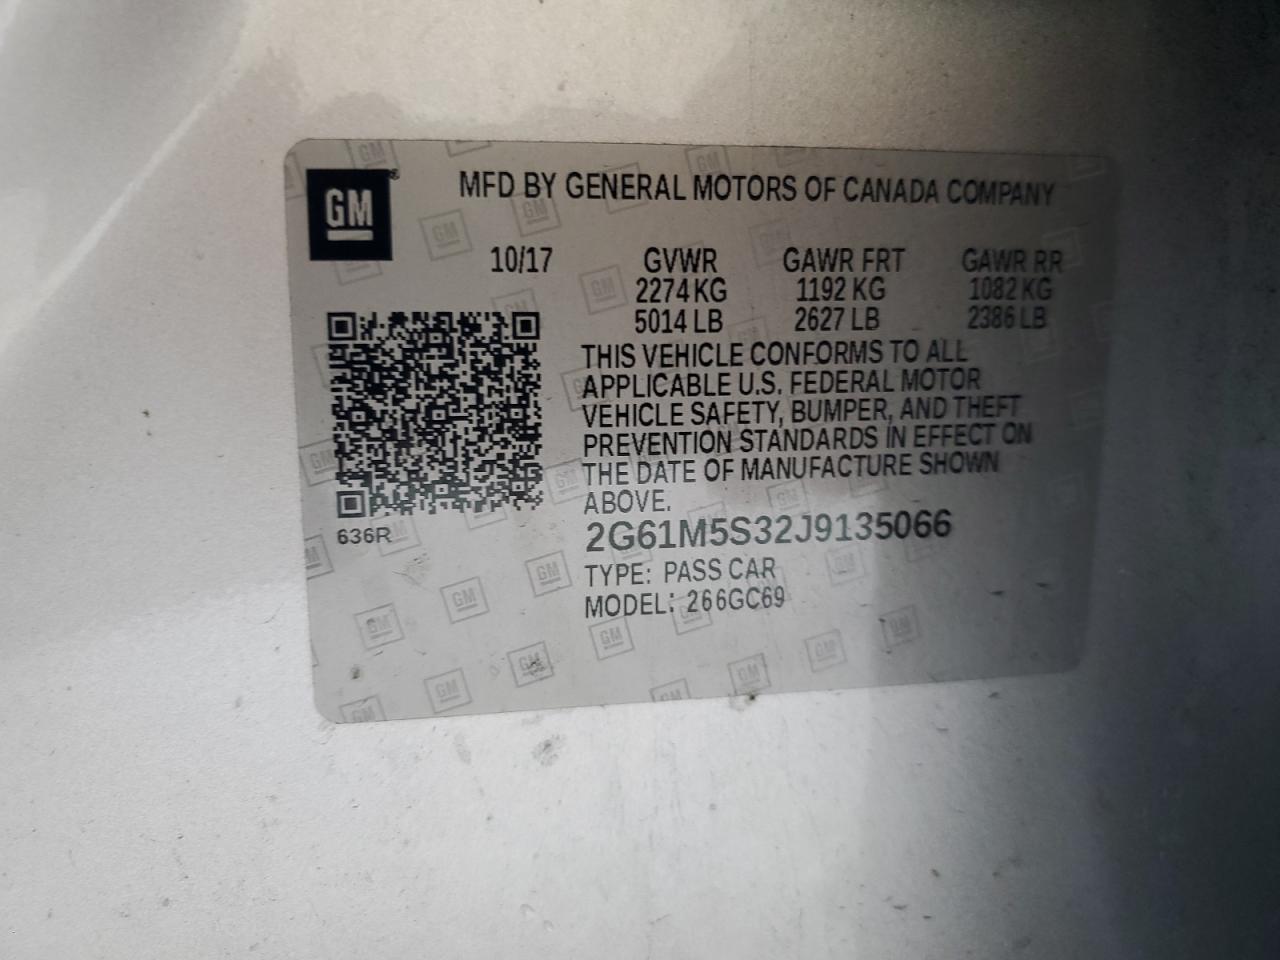 GM
MFD BY GENERAL MOTORS OF CANADA COMPANY
10/17 GVWR GAWR FRT GAWR RR
2274 KG 1192 KG 1082 KG
5014 LB 2627 LB 2386 LB
THIS VEHICLE CONFORMS TO ALL
APPLICABLE U.S. FEDERAL MOTOR
VEHICLE SAFETY, BUMPER, AND THEFT
PREVENTION STANDARDS IN EFFECT ON
THE DATE OF MANUFACTURE SHOWN
ABOVE.
636R
2G61M5S32J9135066
TYPE: PASS CAR
MODEL: 266GC69